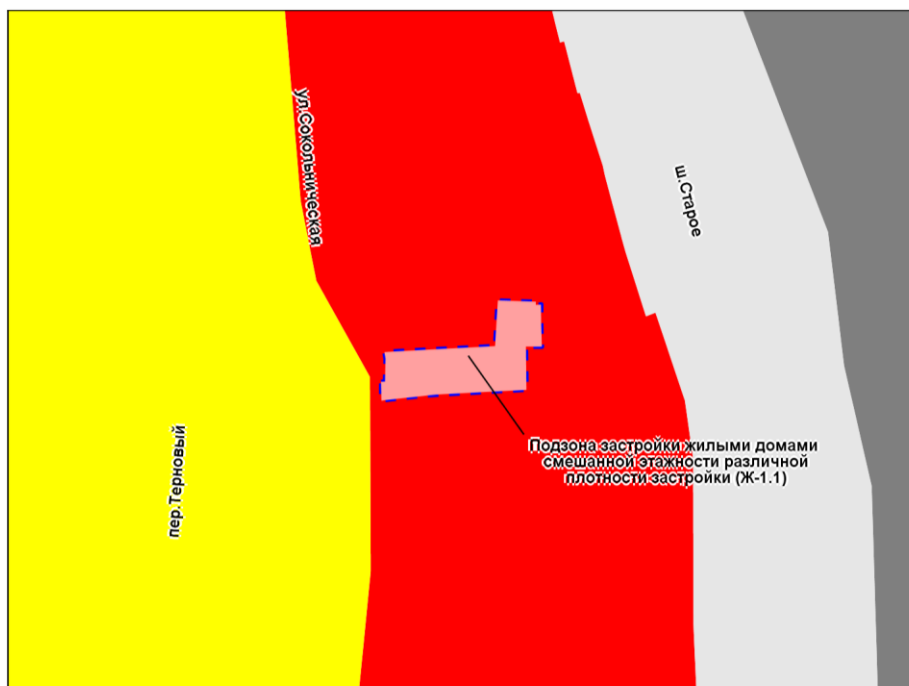 ул.Сокольническая
ш.Старое
пер.Терновый
Подзона застройки жилыми домами
смешанной этажности различной
плотности застройки (Ж-1.1)